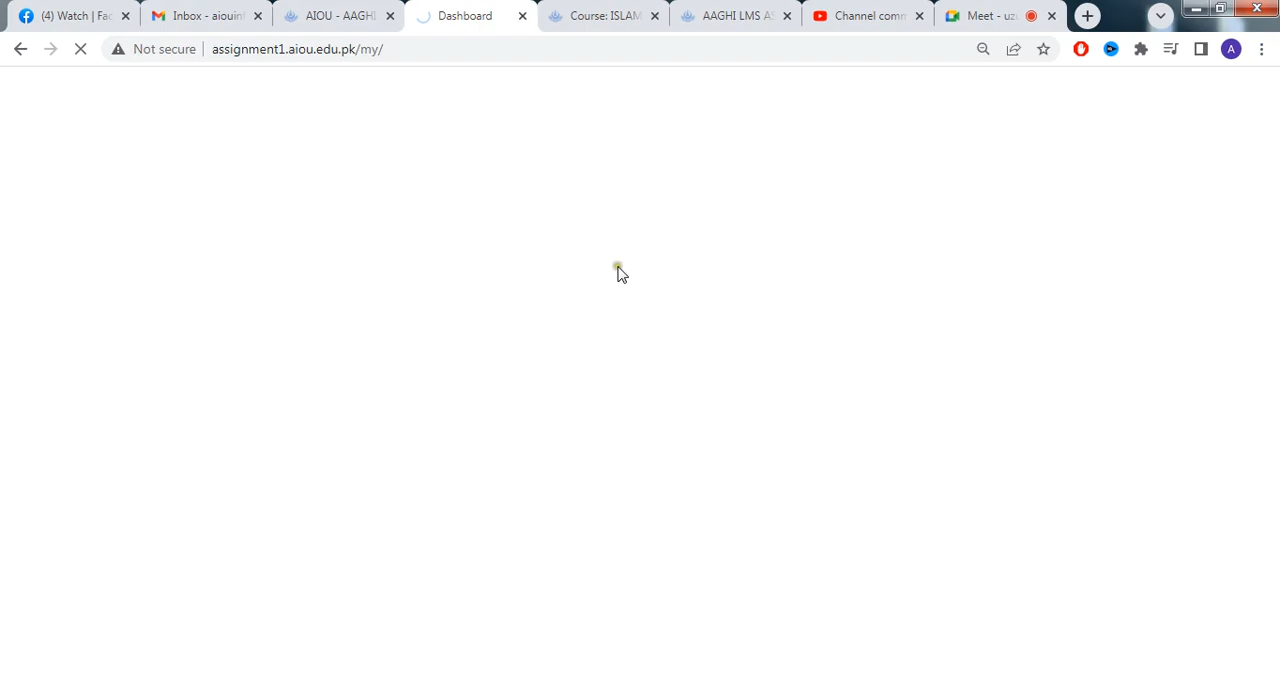 (4) Watch | Fac
Inbox - aiouin
AIOU - AAGHI
Dashboard
Course: ISLAM
AAGHI LMS AS
Channel comm
Meet - uz
Not secure
assignment1.aiou.edu.pk/my/
A